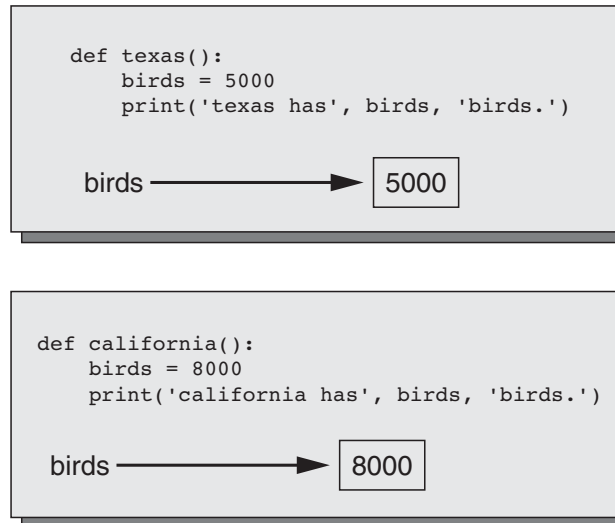 def texas():
    birds = 5000
    print('texas has', birds, 'birds.')
birds 5000
def california():
    birds = 8000
    print('california has', birds, 'birds.')
birds 8000